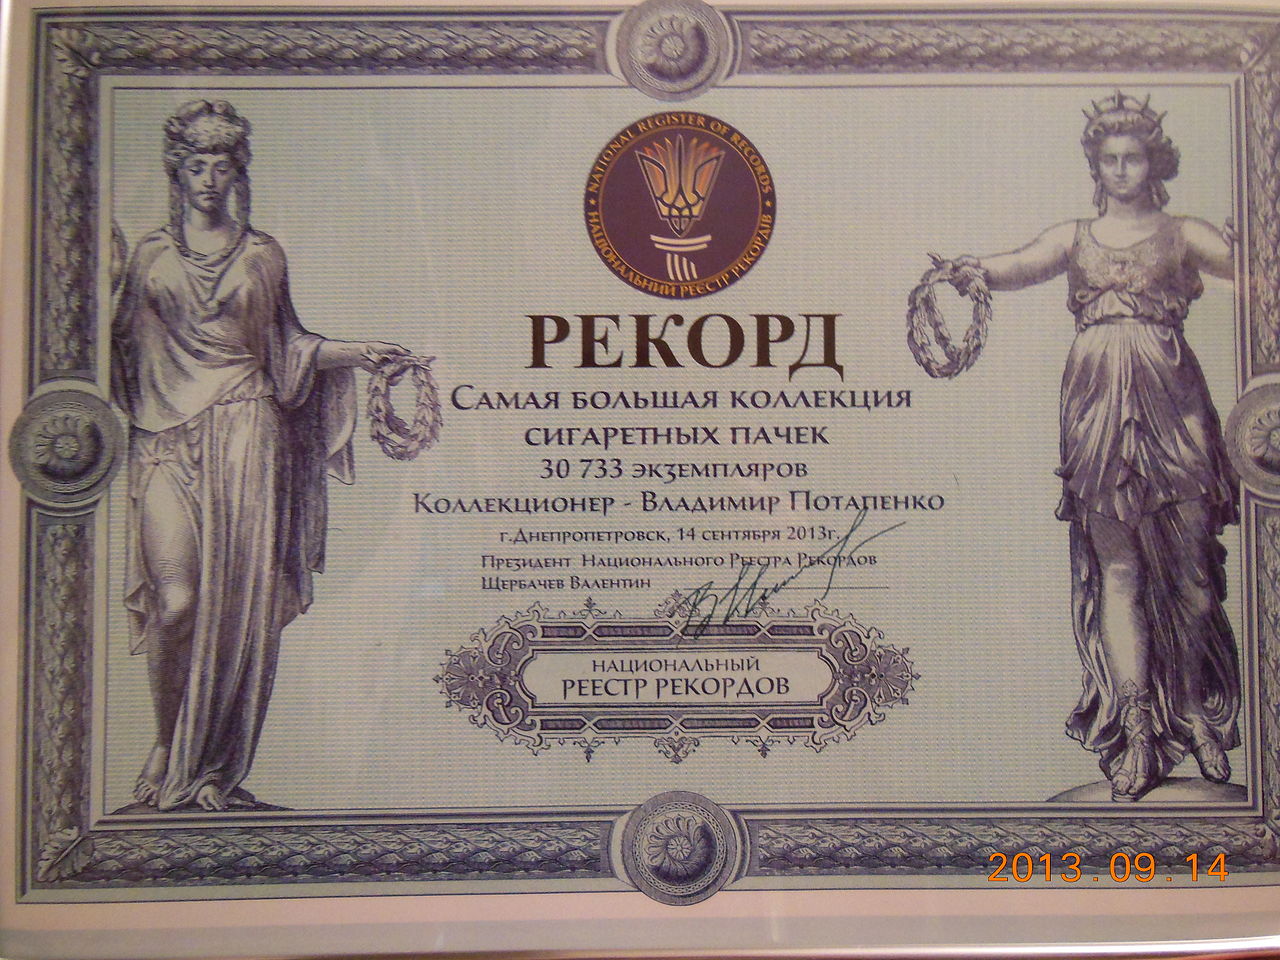 ★ NATIONAL REGISTER OF RECORDS ★
НАЦІОНАЛЬНИЙ РЕЄСТР РЕКОРДІВ
РЕКОРД
Самая большая коллекция
сигаретных пачек
30 733 экземпляров
Коллекционер - Владимир Потапенко
г.Днепропетровск, 14 сентября 2013г.
Президент Национального Реестра Рекордов
Щербачев Валентин
НАЦИОНАЛЬНЫЙ
РЕЕСТР РЕКОРДОВ
2013.09.14